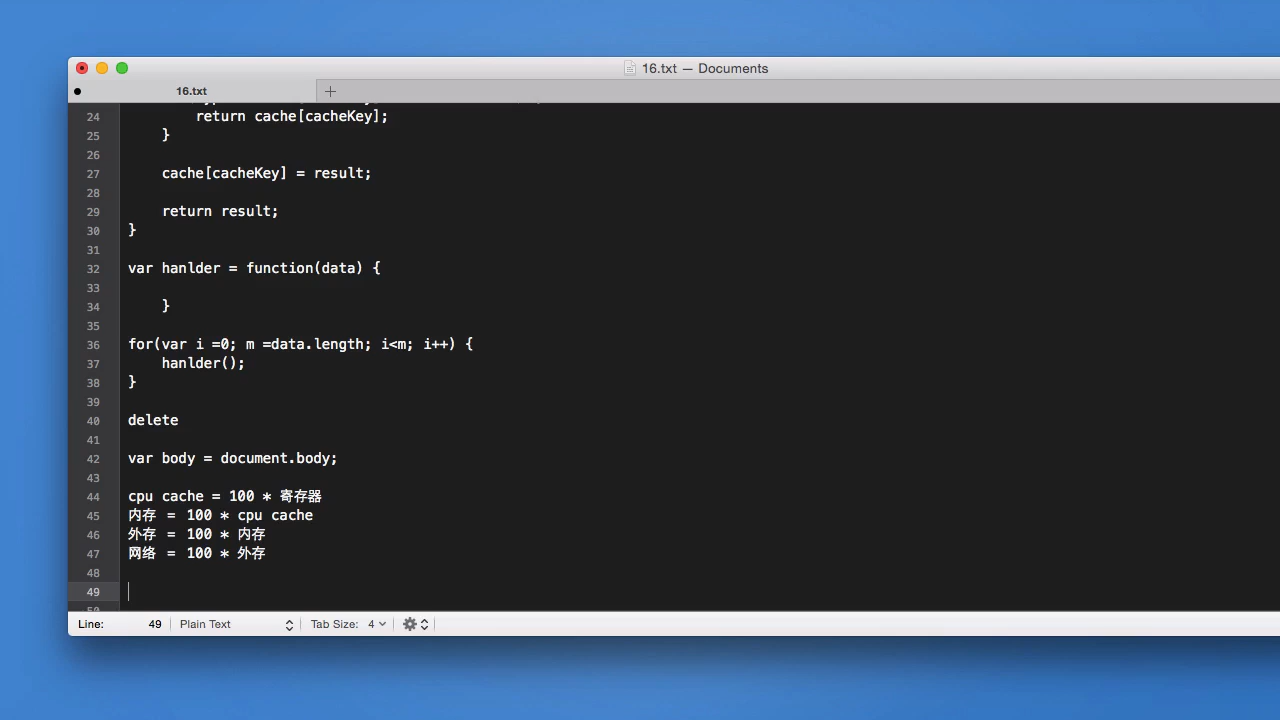 16.txt — Documents
16.txt
24 return cache[cacheKey];
25 }
26
27 cache[cacheKey] = result;
28
29 return result;
30 }
31
32 var hanlder = function(data) {
33
34 }
35
36 for(var i =0; m =data.length; i<m; i++) {
37 hanlder();
38 }
39
40 delete
41
42 var body = document.body;
43
44 cpu cache = 100 * 寄存器
45 内存 = 100 * cpu cache
46 外存 = 100 * 内存
47 网络 = 100 * 外存
48
49
50
Line: 49 Plain Text Tab Size: 4